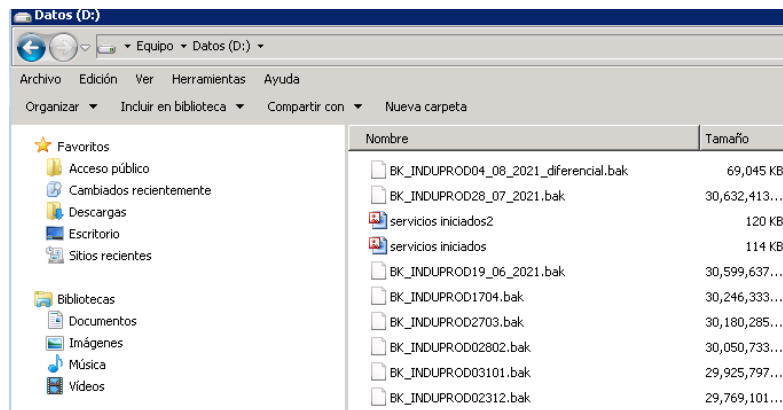 Datos (D:)
Equipo Datos (D:)
Archivo Edición Ver Herramientas Ayuda
Organizar Incluir en biblioteca Compartir con Nueva carpeta
Favoritos
Acceso público
Cambiados recientemente
Descargas
Escritorio
Sitios recientes
Bibliotecas
Documentos
Imágenes
Música
Vídeos
Nombre Tamaño
BK_INDUPROD04_08_2021_diferencial.bak 69,045 KB
BK_INDUPROD28_07_2021.bak 30,632,413...
servicios iniciados2 120 KB
servicios iniciados 114 KB
BK_INDUPROD19_06_2021.bak 30,599,637...
BK_INDUPROD1704.bak 30,246,333...
BK_INDUPROD2703.bak 30,180,285...
BK_INDUPROD02802.bak 30,050,733...
BK_INDUPROD03101.bak 29,925,797...
BK_INDUPROD02312.bak 29,769,101...